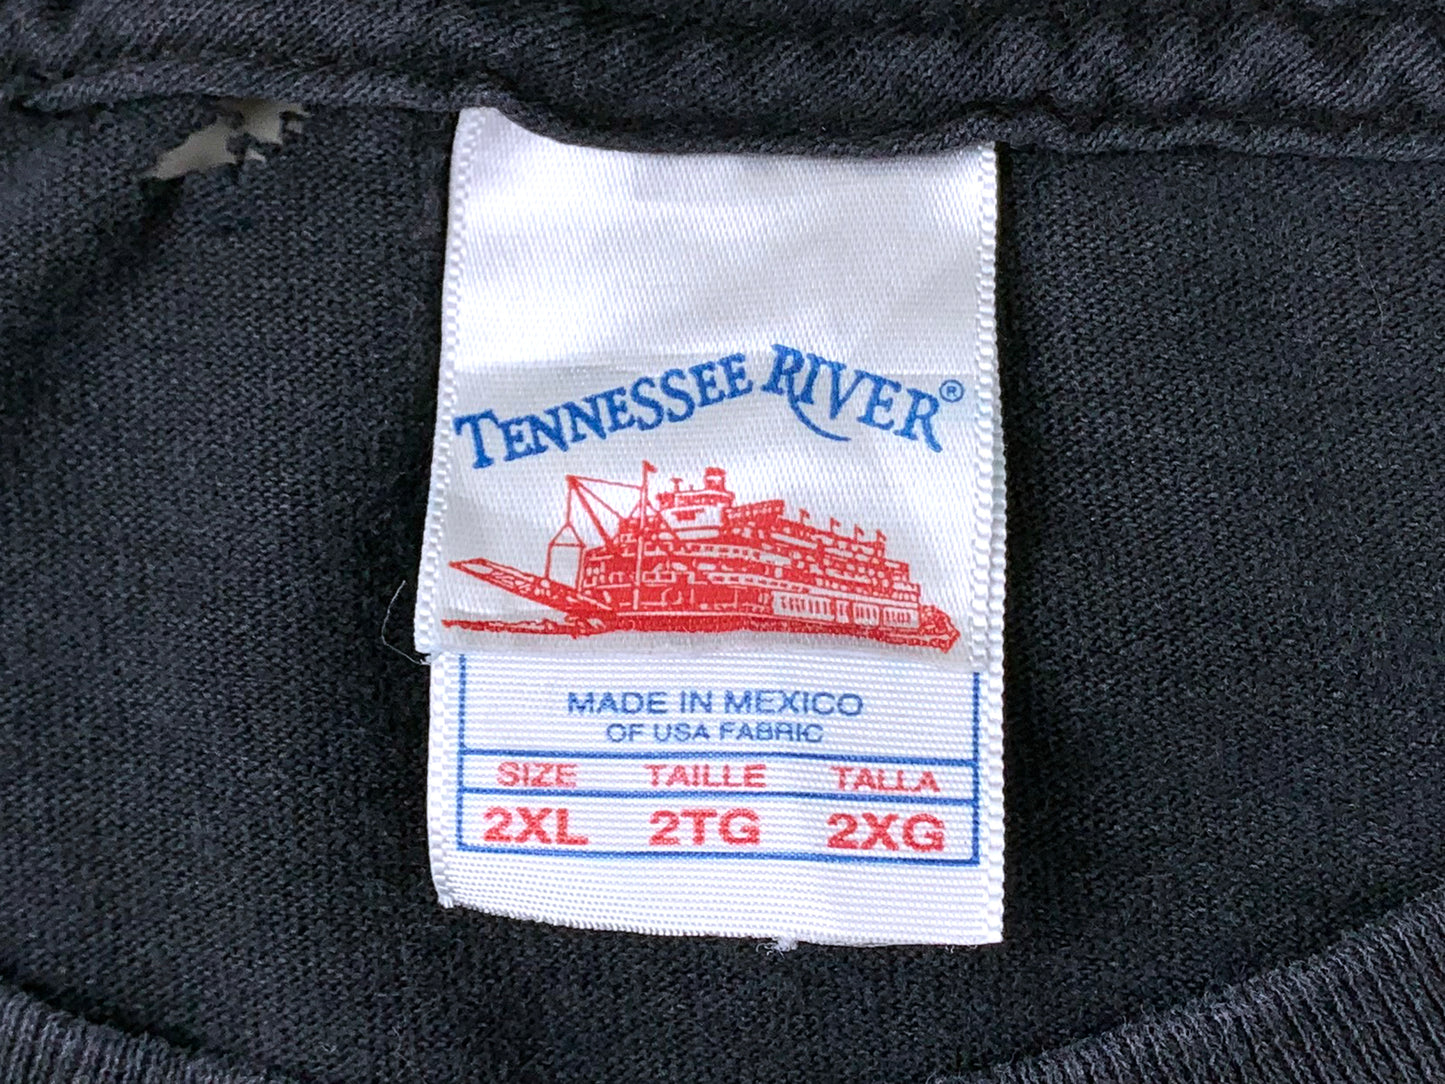 TENNESSEE RIVER®
MADE IN MEXICO
OF USA FABRIC
SIZE TAILLE TALLA
2XL 2TG 2XG